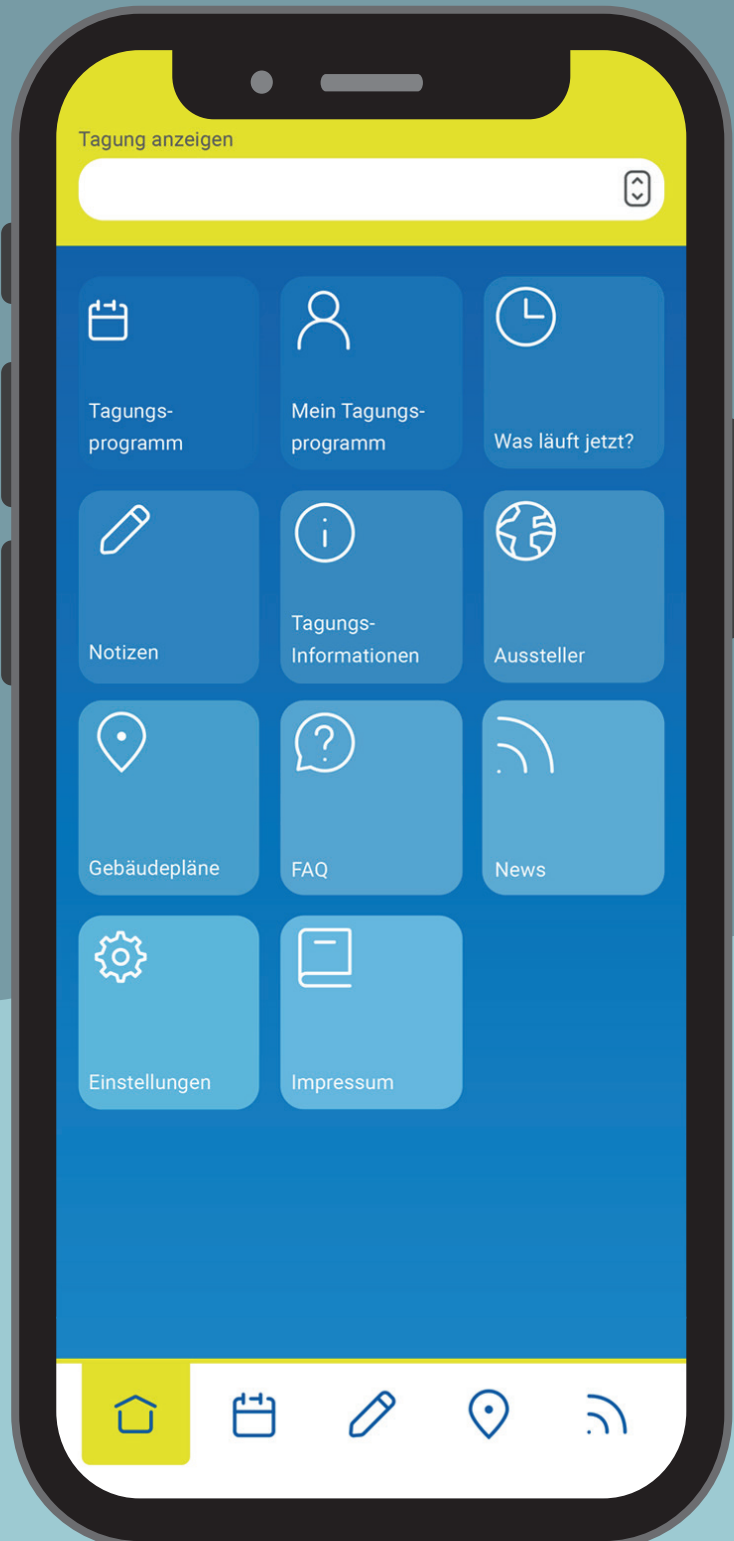 Tagung anzeigen
Tagungs-
programm
Mein Tagungs-
programm
Was läuft jetzt?
Notizen
Tagungs-
Informationen
Aussteller
Gebäudepläne
FAQ
News
Einstellungen
Impressum